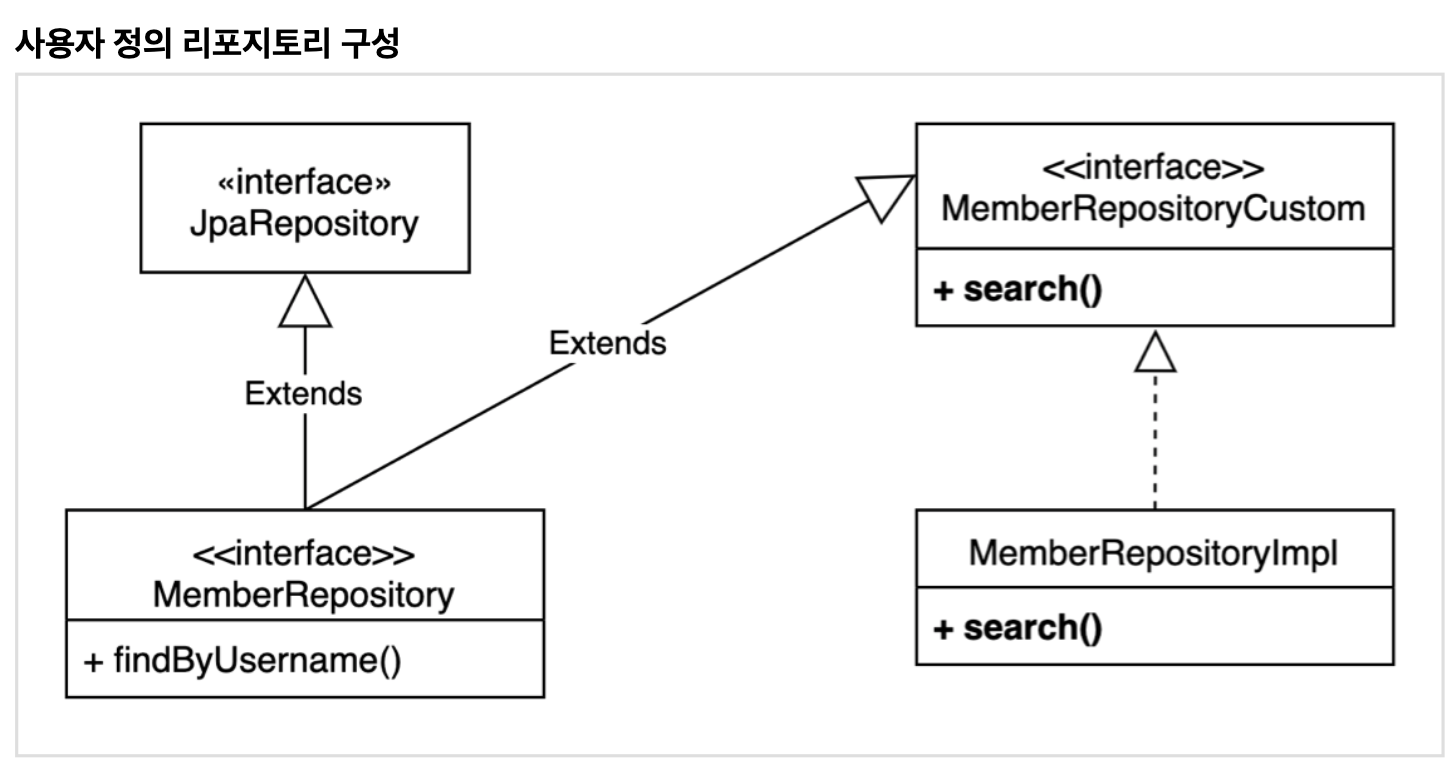 사용자 정의 리포지토리 구성
«interface»
JpaRepository
<<interface>>
MemberRepositoryCustom
+ search()
Extends
Extends
<<interface>>
MemberRepository
+ findByUsername()
MemberRepositoryImpl
+ search()